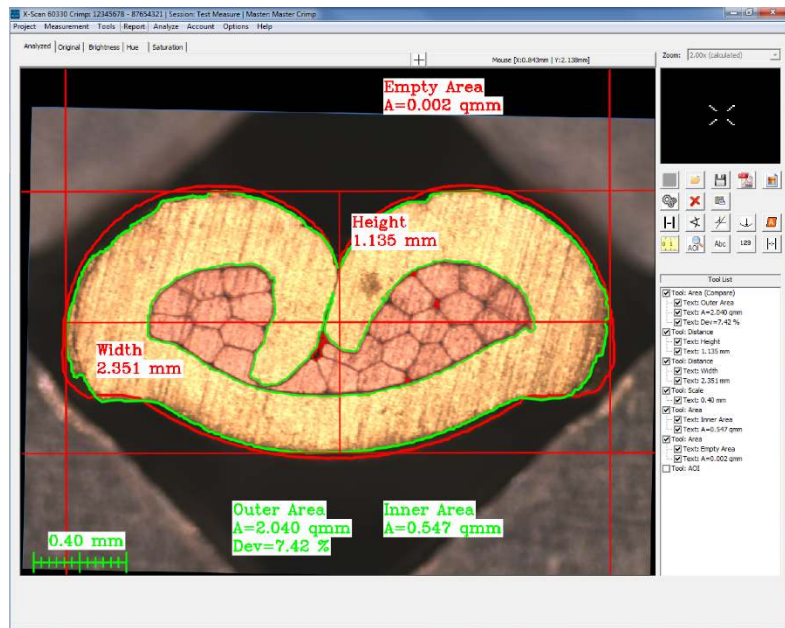 X-Scan 60330 Crimp: 12345678 - 87654321 | Session: Test Measure | Master: Master Crimp
Project Measurement Tools Report Analyze Account Options Help
Analyzed Original Brightness Hue Saturation
Mouse [X:0.843mm | Y:2.138mm]
Zoom: 2.00x (calculated)
Empty Area
A=0.002 qmm
Height
1.135 mm
Width
2.351 mm
Outer Area
A=2.040 qmm
Dev=7.42 %
Inner Area
A=0.547 qmm
0.40 mm
AOI Abc 123
Tool List
Tool: Area (Compare)
Text: Outer Area
Text: A=2.040 qmm
Text: Dev=7.42 %
Tool: Distance
Text: Height
Text: 1.135 mm
Tool: Distance
Text: Width
Text: 2.351 mm
Tool: Scale
Text: 0.40 mm
Tool: Area
Text: Inner Area
Text: A=0.547 qmm
Tool: Area
Text: Empty Area
Text: A=0.002 qmm
Tool: AOI